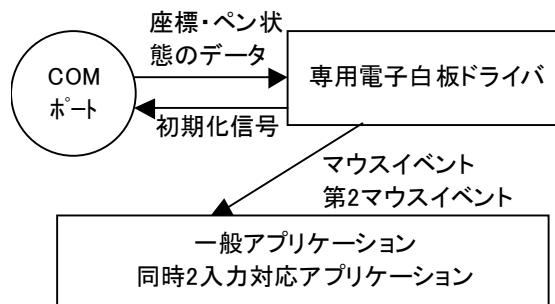 座標・ペン状
態のデータ
COM
ﾎﾟｰﾄ
専用電子白板ドライバ
初期化信号
マウスイベント
第2マウスイベント
一般アプリケーション
同時2入力対応アプリケーション